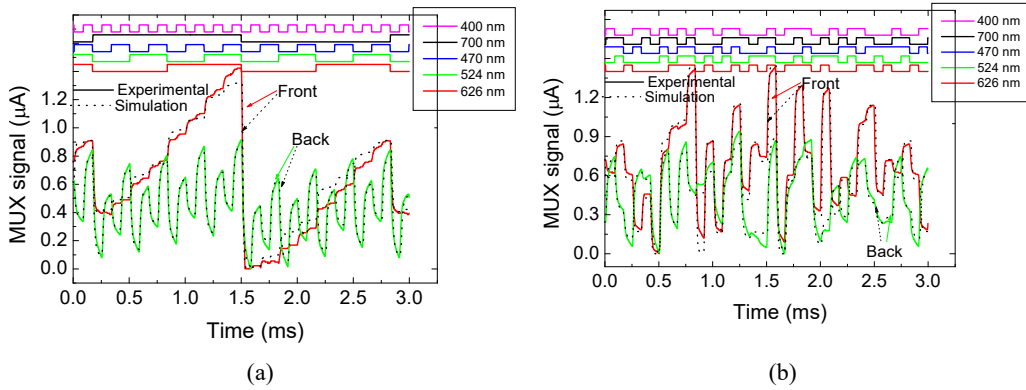 400 nm
700 nm
470 nm
524 nm
626 nm
Experimental
Simulation
Front
Back
MUX signal (µA)
1.2
1.0
0.8
0.6
0.4
0.2
0.0
0.0 0.5 1.0 1.5 2.0 2.5 3.0
Time (ms)
(a)
400 nm
700 nm
470 nm
524 nm
626 nm
Experimental
Simulation
Front
Back
MUX signal (µA)
1.2
0.9
0.6
0.3
0.0
0.0 0.5 1.0 1.5 2.0 2.5 3.0
Time (ms)
(b)